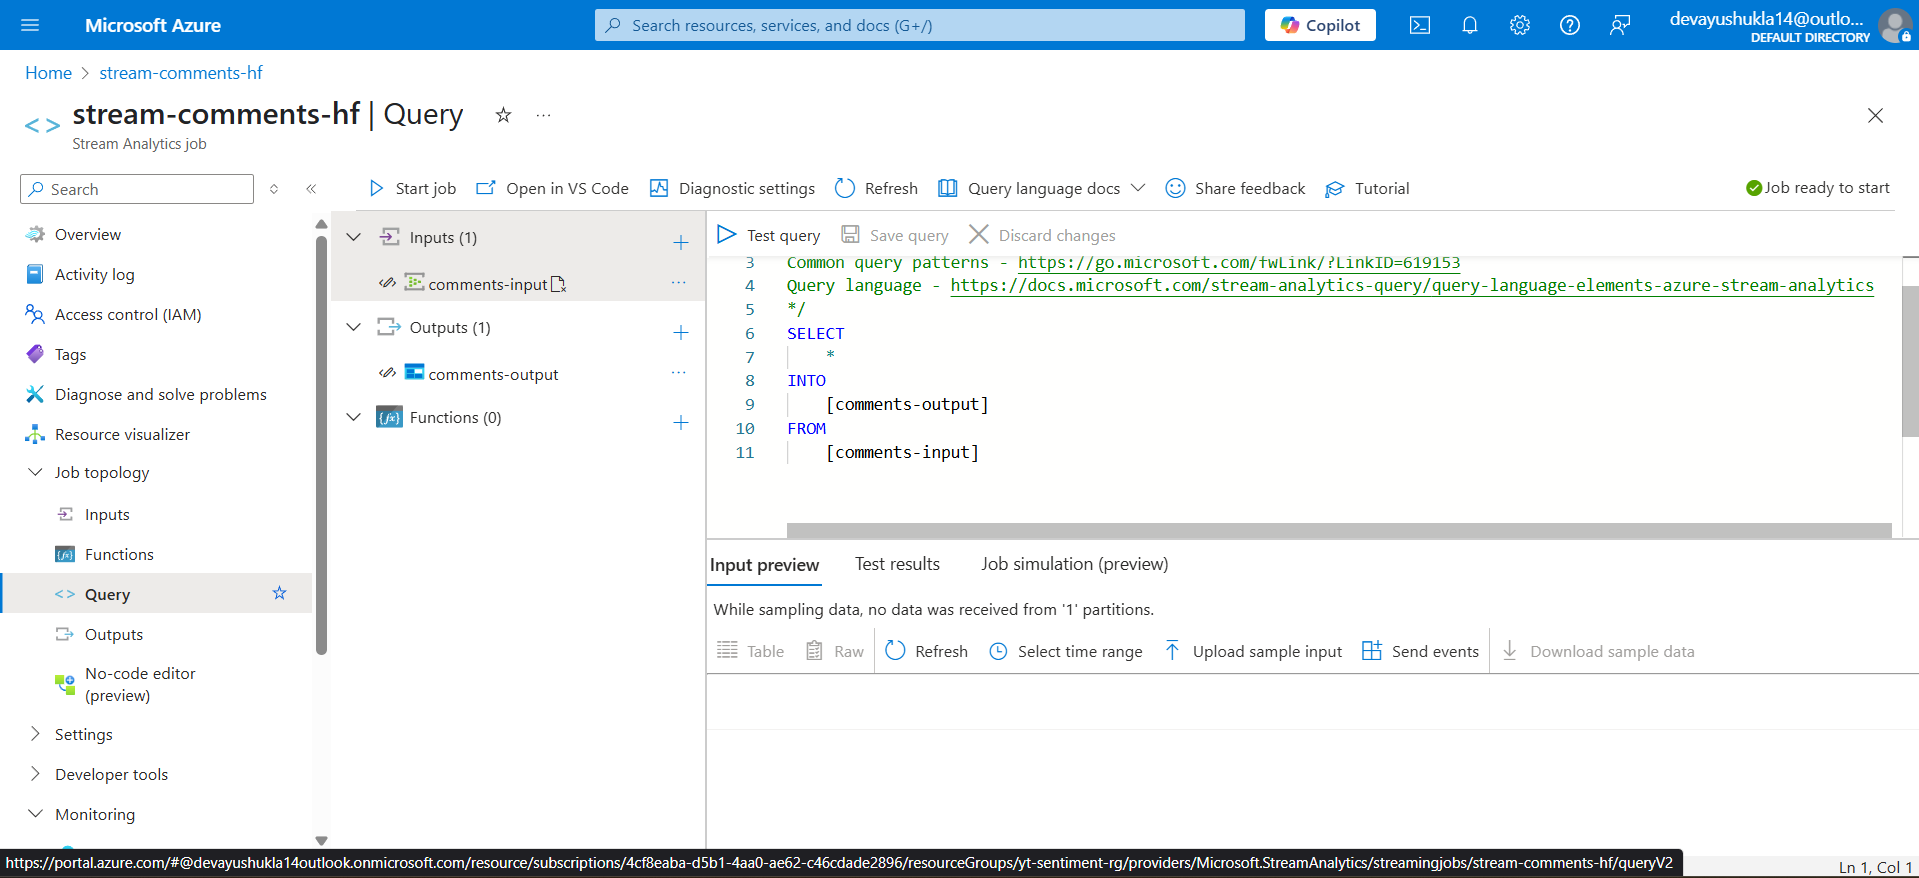 Microsoft Azure
Search resources, services, and docs (G+/)
Copilot
devayushukla14@outlo...
DEFAULT DIRECTORY
Home > stream-comments-hf
stream-comments-hf | Query
Stream Analytics job
Search
Start job
Open in VS Code
Diagnostic settings
Refresh
Query language docs
Share feedback
Tutorial
Job ready to start
Overview
Activity log
Access control (IAM)
Tags
Diagnose and solve problems
Resource visualizer
Job topology
Inputs
Functions
Query
Outputs
No-code editor
(preview)
Settings
Developer tools
Monitoring
Inputs (1)
comments-input
Outputs (1)
comments-output
Functions (0)
Test query
Save query
Discard changes
3 Common query patterns - https://go.microsoft.com/fwLink/?LinkID=619153
4 Query language - https://docs.microsoft.com/stream-analytics-query/query-language-elements-azure-stream-analytics
5 */
6 SELECT
7 *
8 INTO
9 [comments-output]
10 FROM
11 [comments-input]
Input preview
Test results
Job simulation (preview)
While sampling data, no data was received from '1' partitions.
Table
Raw
Refresh
Select time range
Upload sample input
Send events
Download sample data
https://portal.azure.com/#@devayushukla14outlook.onmicrosoft.com/resource/subscriptions/4cf8eaba-d5b1-4aa0-ae62-c46cdade2896/resourceGroups/yt-sentiment-rg/providers/Microsoft.StreamAnalytics/streamingjobs/stream-comments-hf/queryV2
Ln 1, Col 1